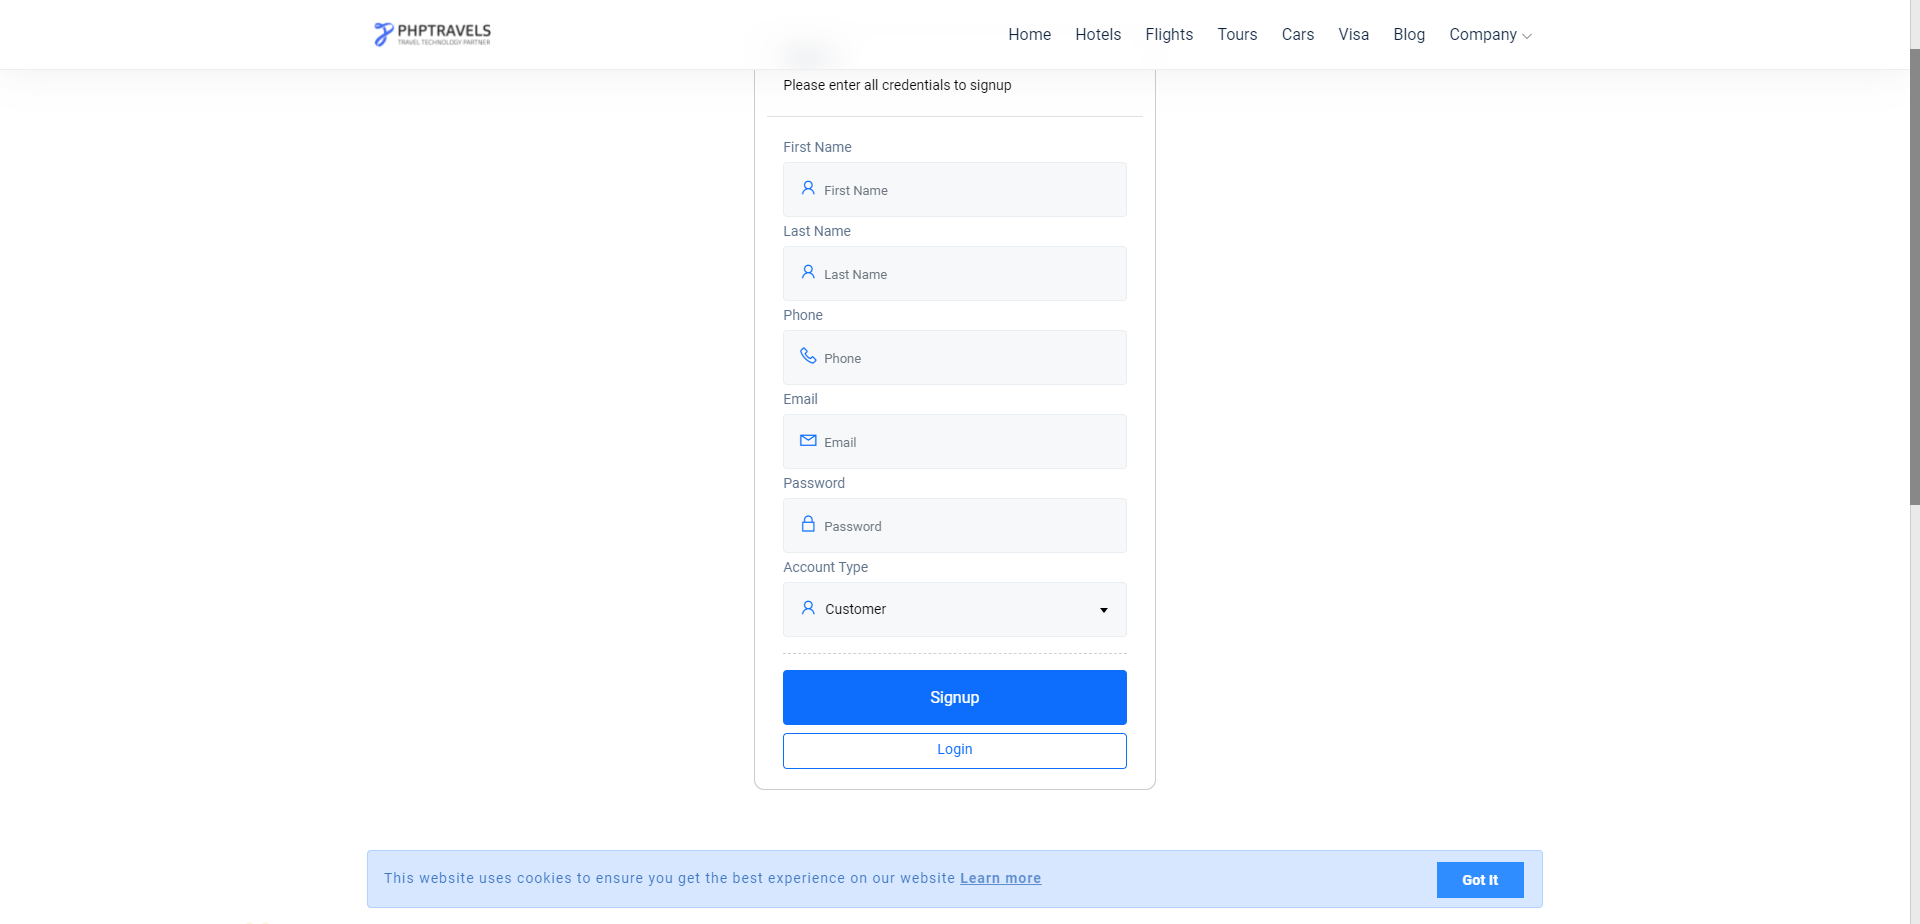 PHPTRAVELS
TRAVEL TECHNOLOGY PARTNER
Home Hotels Flights Tours Cars Visa Blog Company
Please enter all credentials to signup
First Name
First Name
Last Name
Last Name
Phone
Phone
Email
Email
Password
Password
Account Type
Customer
Signup
Login
This website uses cookies to ensure you get the best experience on our website Learn more
Got It